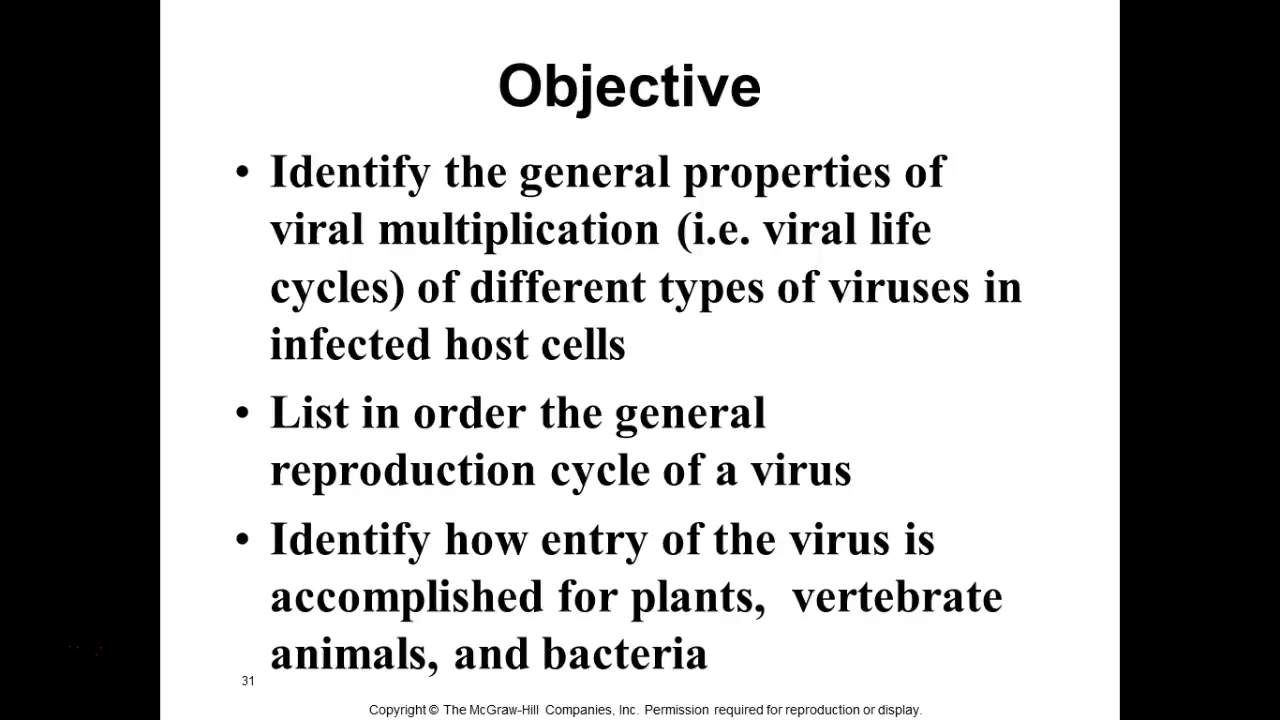 Objective
• Identify the general properties of
viral multiplication (i.e. viral life
cycles) of different types of viruses in
infected host cells
• List in order the general
reproduction cycle of a virus
• Identify how entry of the virus is
accomplished for plants,  vertebrate
animals, and bacteria
31
Copyright © The McGraw-Hill Companies, Inc. Permission required for reproduction or display.